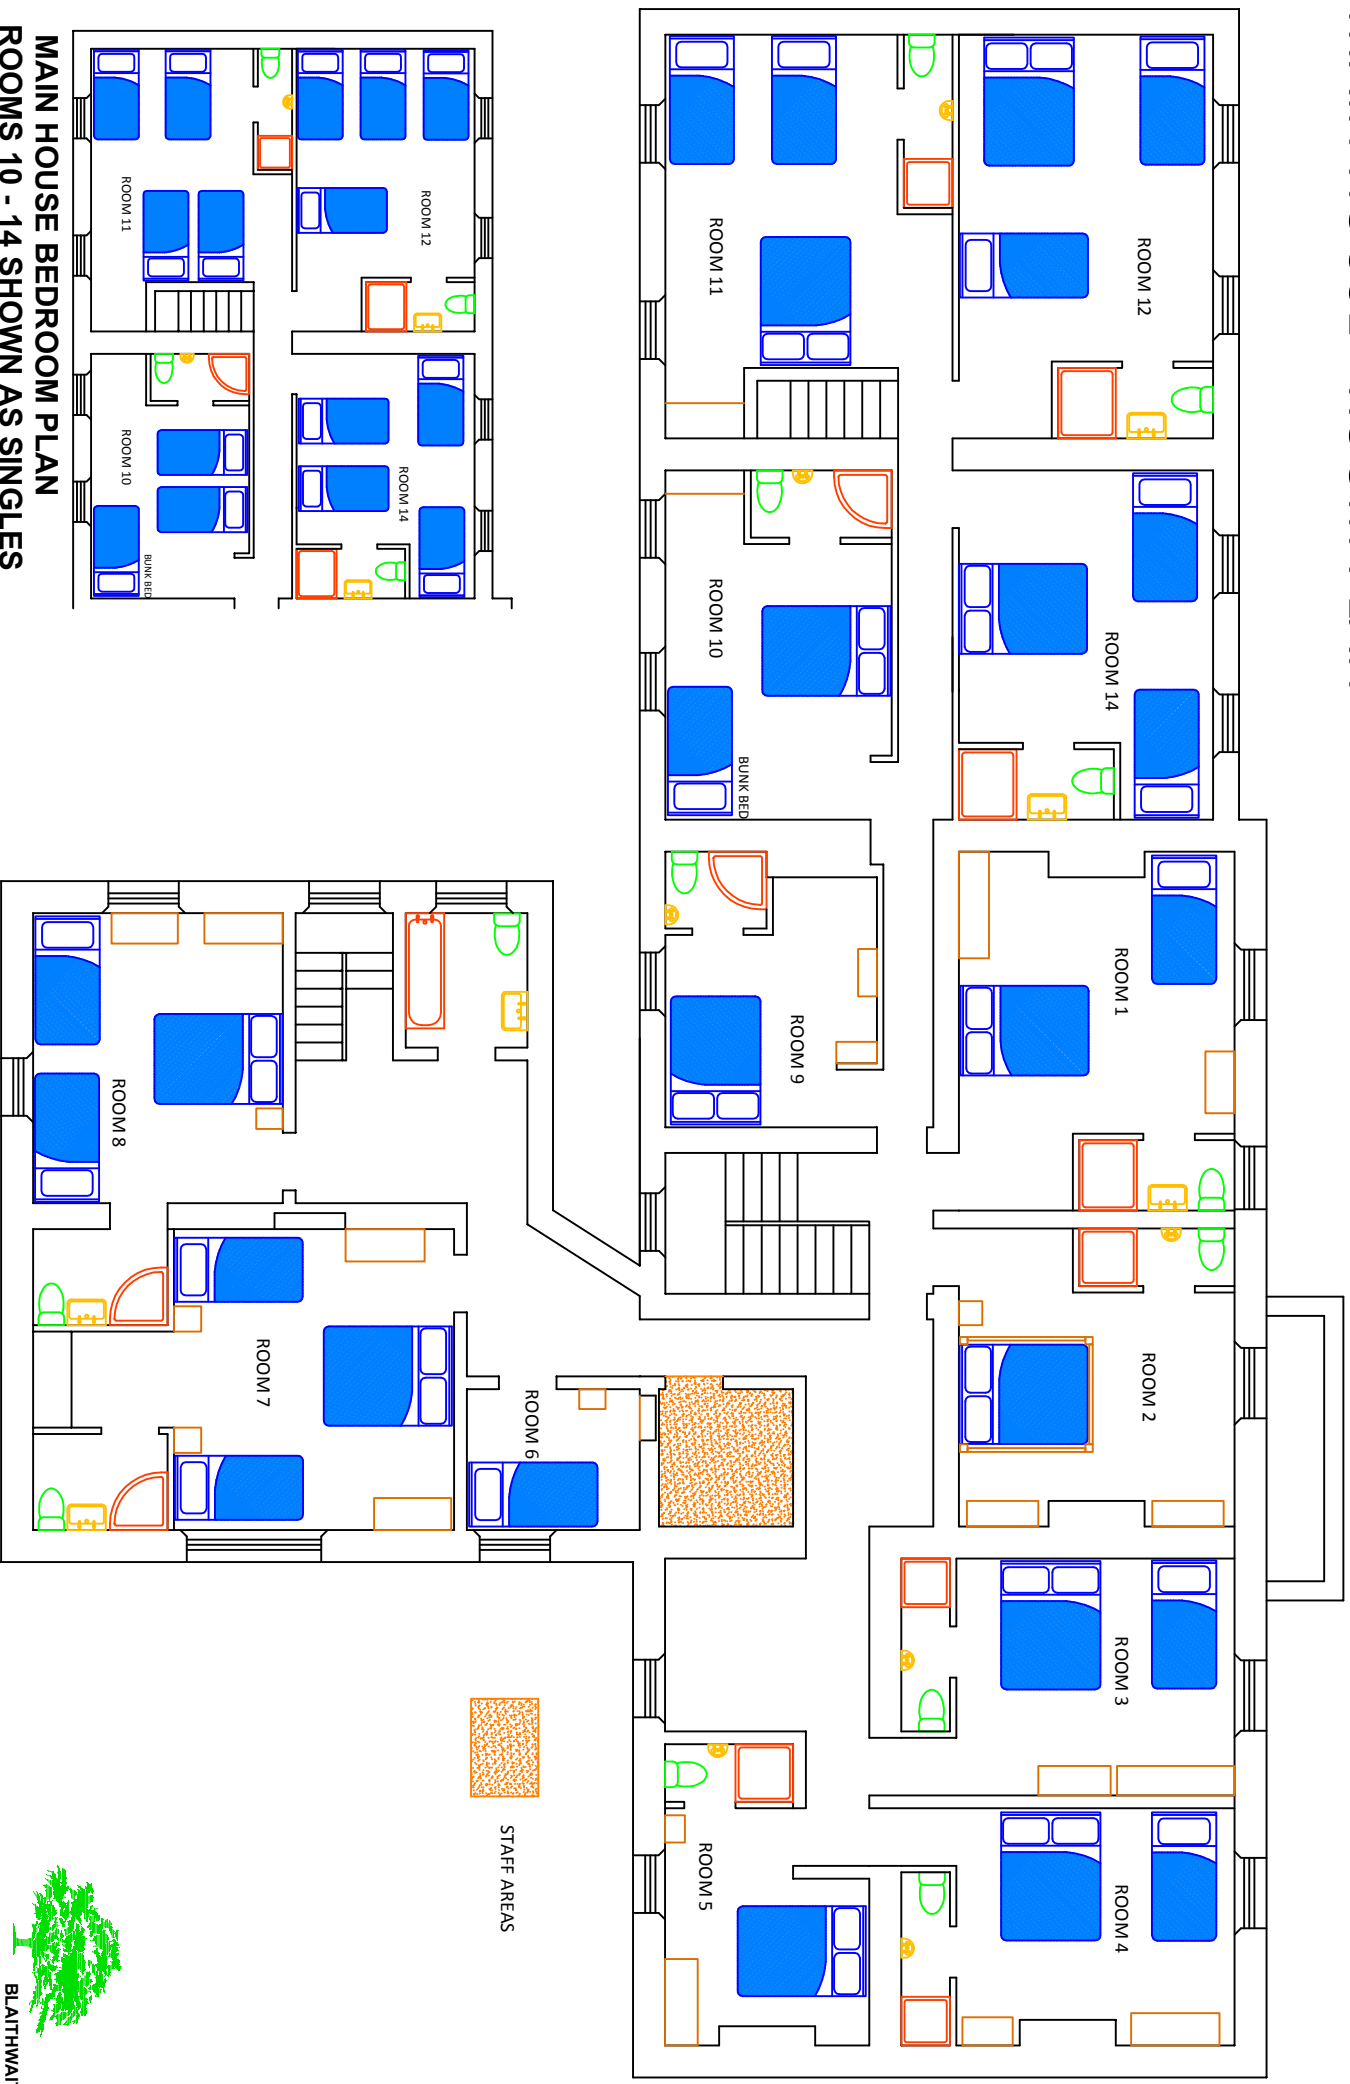 ROOM 12
ROOM 11
ROOM 14
ROOM 10
BUNK BED
ROOM 1
ROOM 9
ROOM 2
ROOM 3
ROOM 4
ROOM 5
ROOM 6
ROOM 7
ROOM 8
STAFF AREAS
ROOM 12
ROOM 11
ROOM 14
ROOM 10
BUNK BED
MAIN HOUSE BEDROOM PLAN
ROOMS 10 - 14 SHOWN AS SINGLES